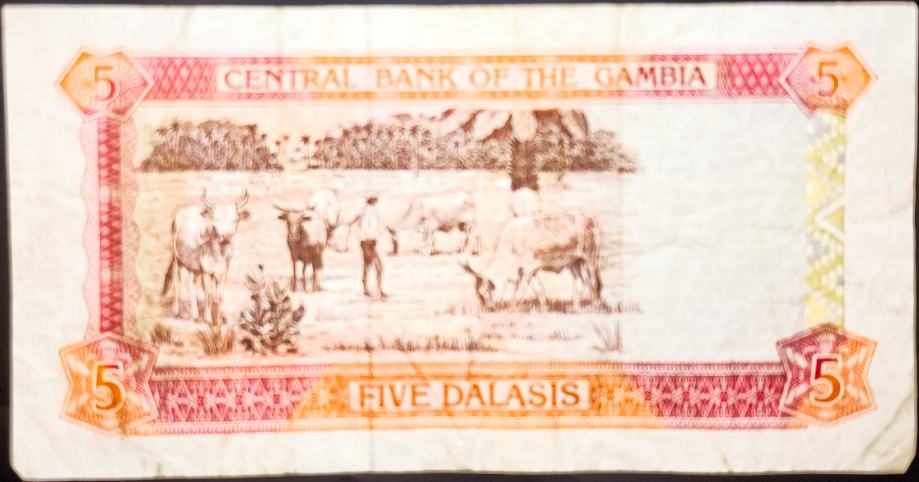 5 CENTRAL BANK OF THE GAMBIA 5
5 FIVE DALASIS 5